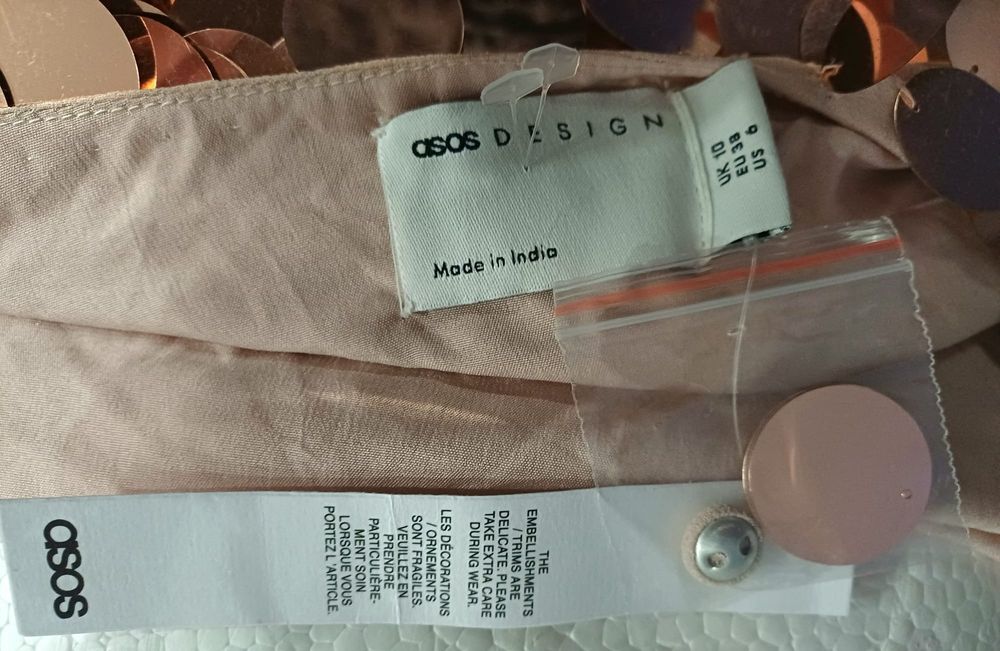 asos DESIGN
Made in India
UK 10
EU 38
US 6
asos
THE
EMBELLISHMENTS
/ TRIMS ARE
DELICATE. PLEASE
TAKE EXTRA CARE
DURING WEAR.
LES DÉCORATIONS
/ ORNEMENTS
SONT FRAGILES.
VEUILLEZ EN
PRENDRE
PARTICULIÈRE-
MENT SOIN
LORSQUE VOUS
PORTEZ L'ARTICLE.